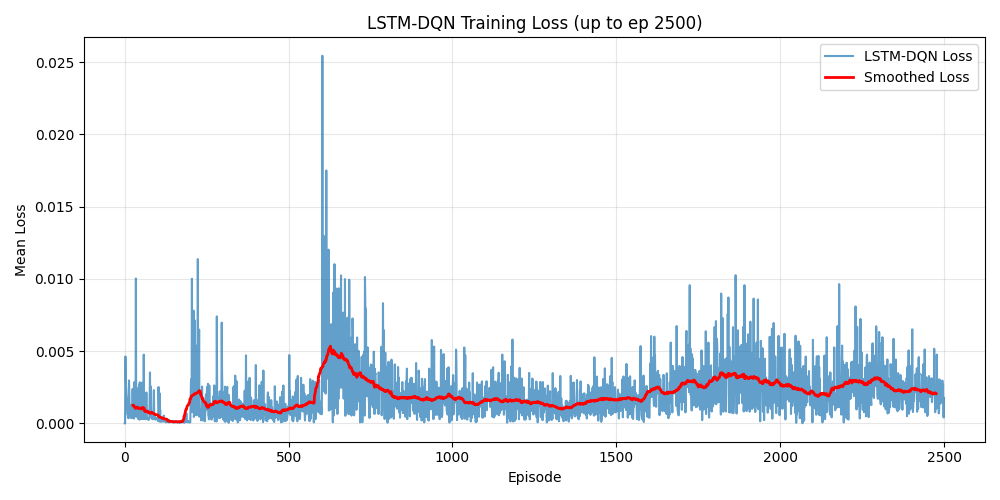 LSTM-DQN Training Loss (up to ep 2500)
LSTM-DQN Loss
Smoothed Loss
Mean Loss
0.025
0.020
0.015
0.010
0.005
0.000
0 500 1000 1500 2000 2500
Episode